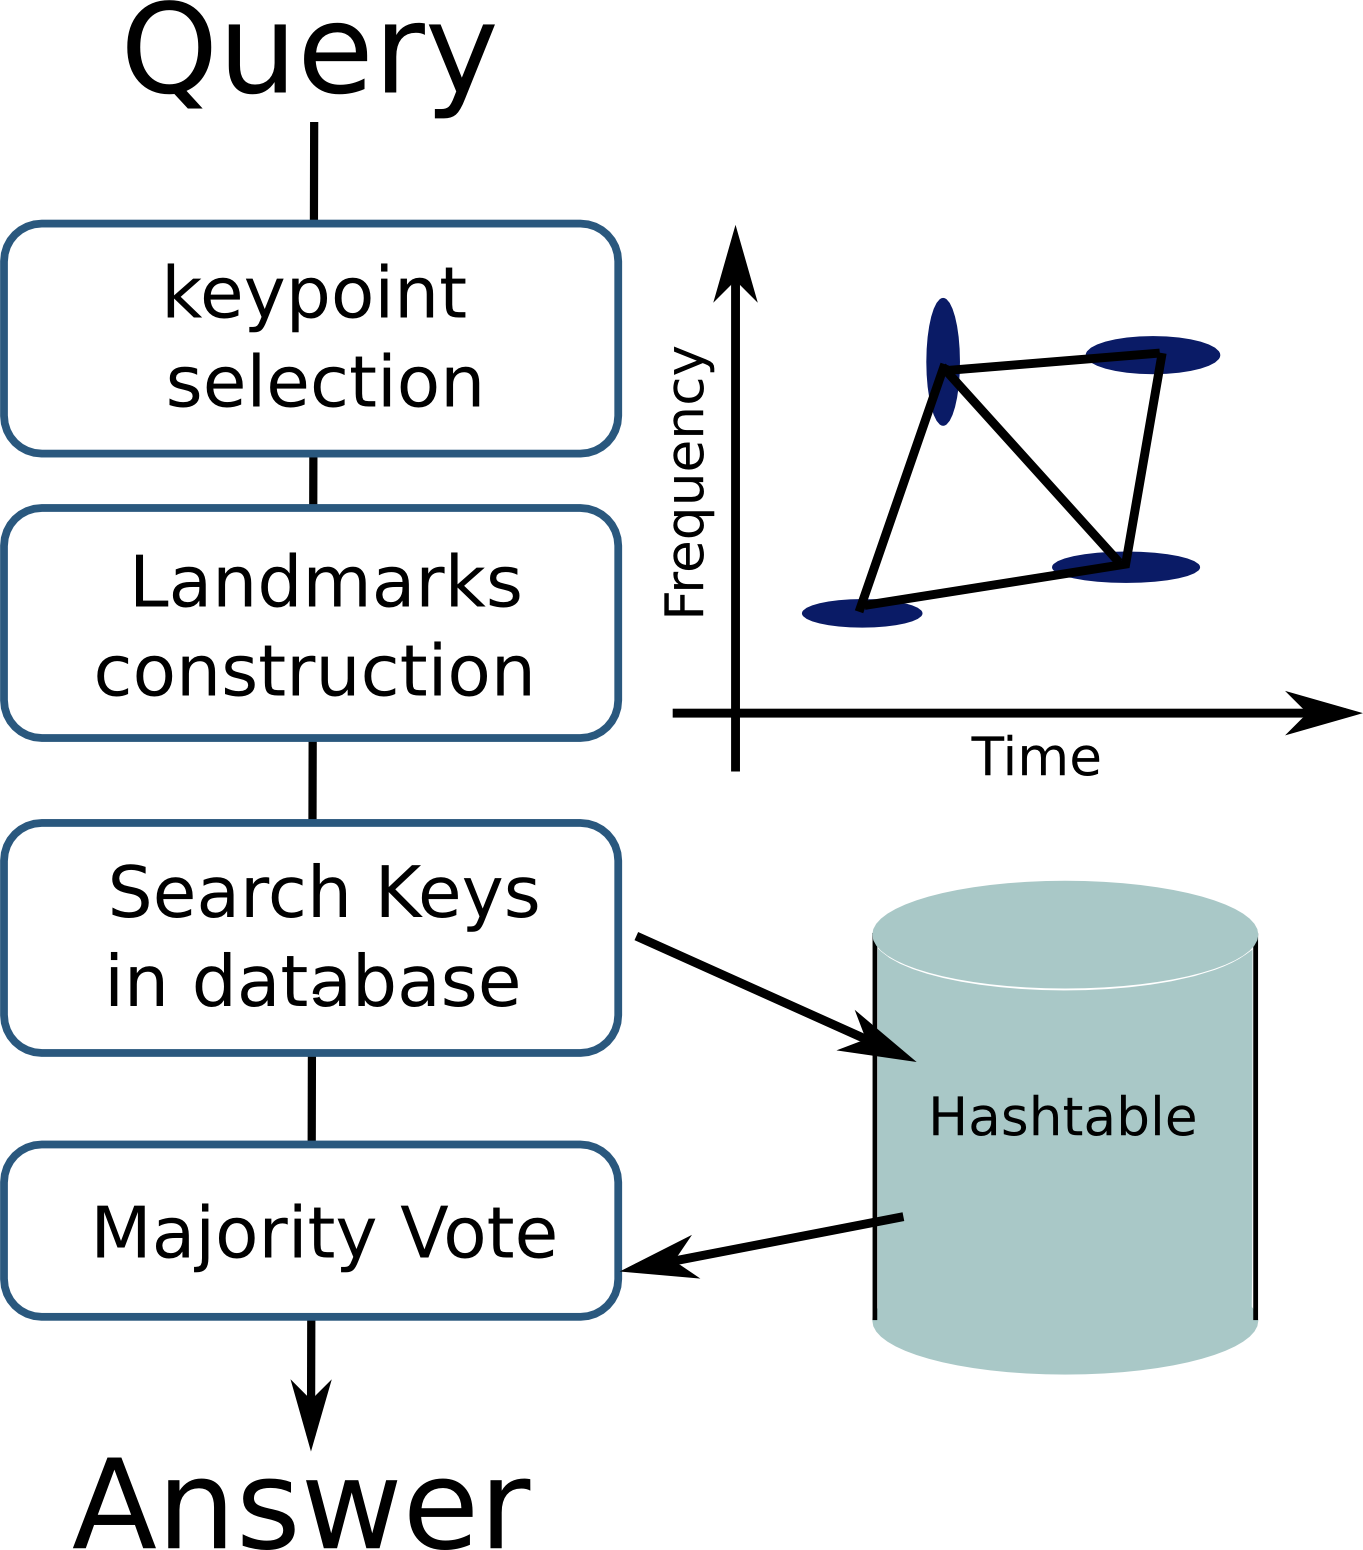 Query
keypoint
selection
Landmarks
construction
Frequency
Time
Search Keys
in database
Hashtable
Majority Vote
Answer